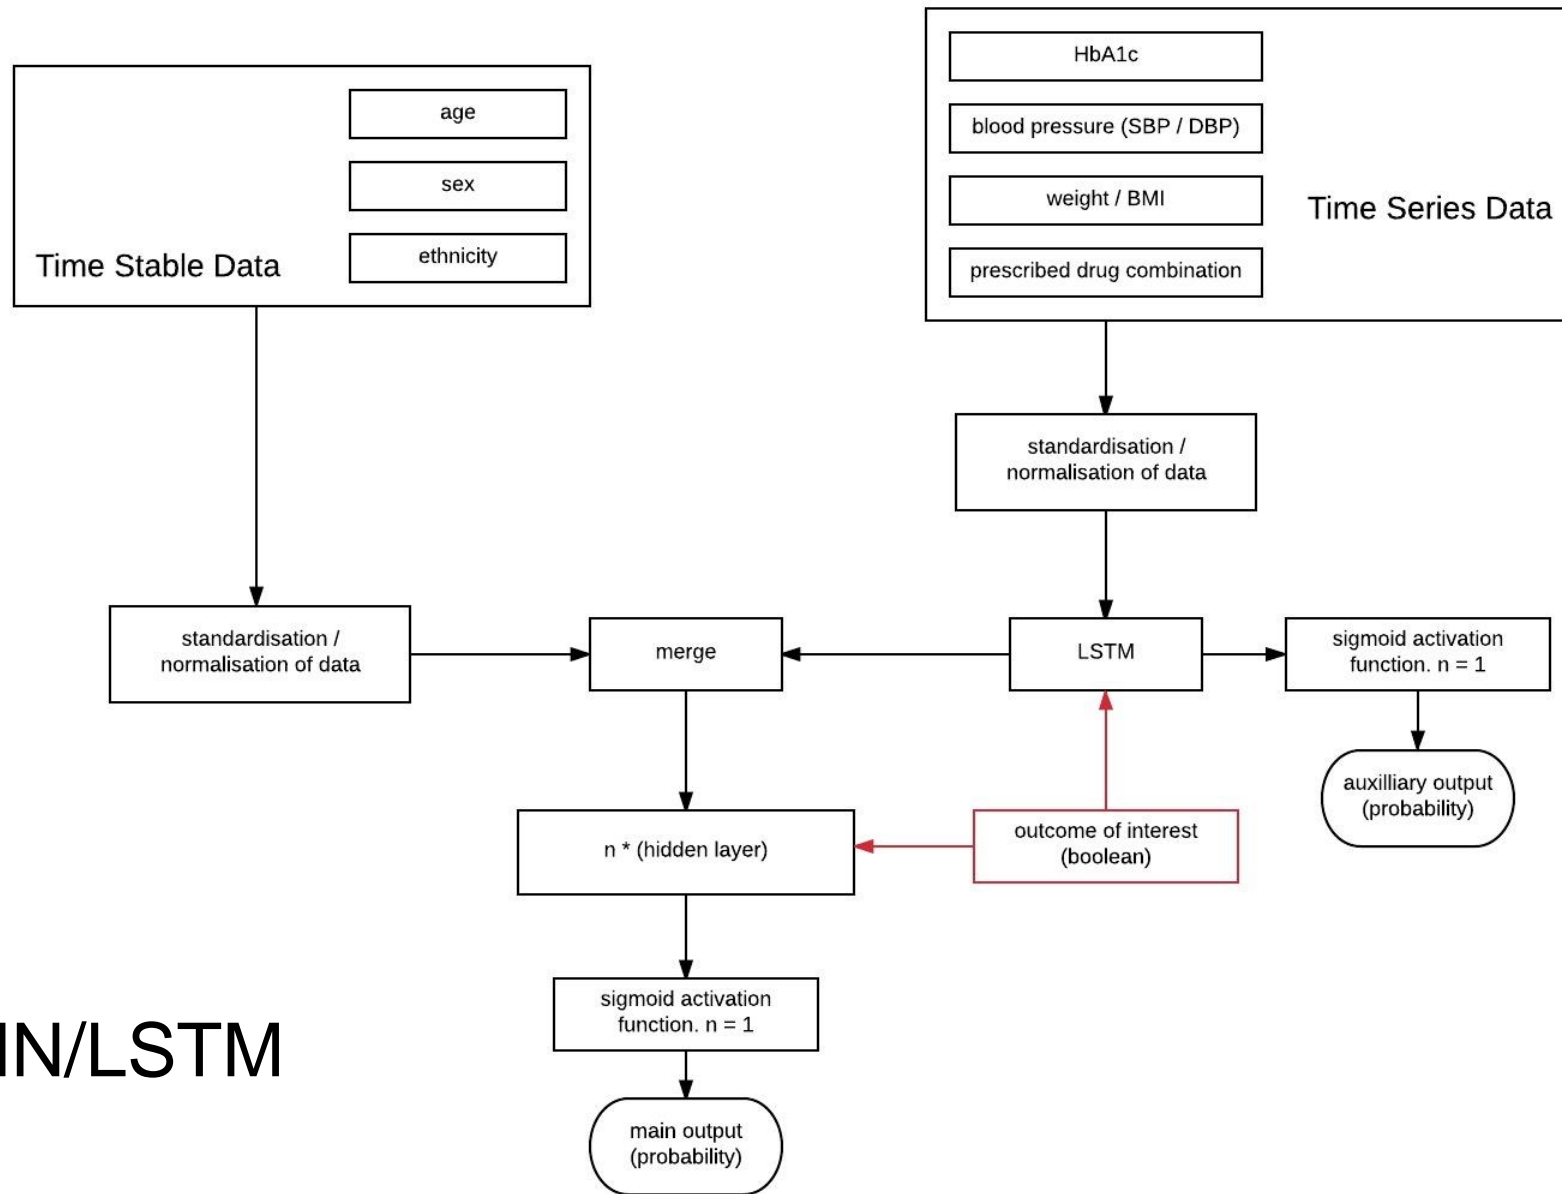 age
sex
ethnicity
Time Stable Data
HbA1c
blood pressure (SBP / DBP)
weight / BMI
prescribed drug combination
Time Series Data
standardisation /
normalisation of data
standardisation /
normalisation of data
merge
LSTM
sigmoid activation
function. n = 1
auxilliary output
(probability)
n * (hidden layer)
outcome of interest
(boolean)
sigmoid activation
function. n = 1
main output
(probability)
/LSTM